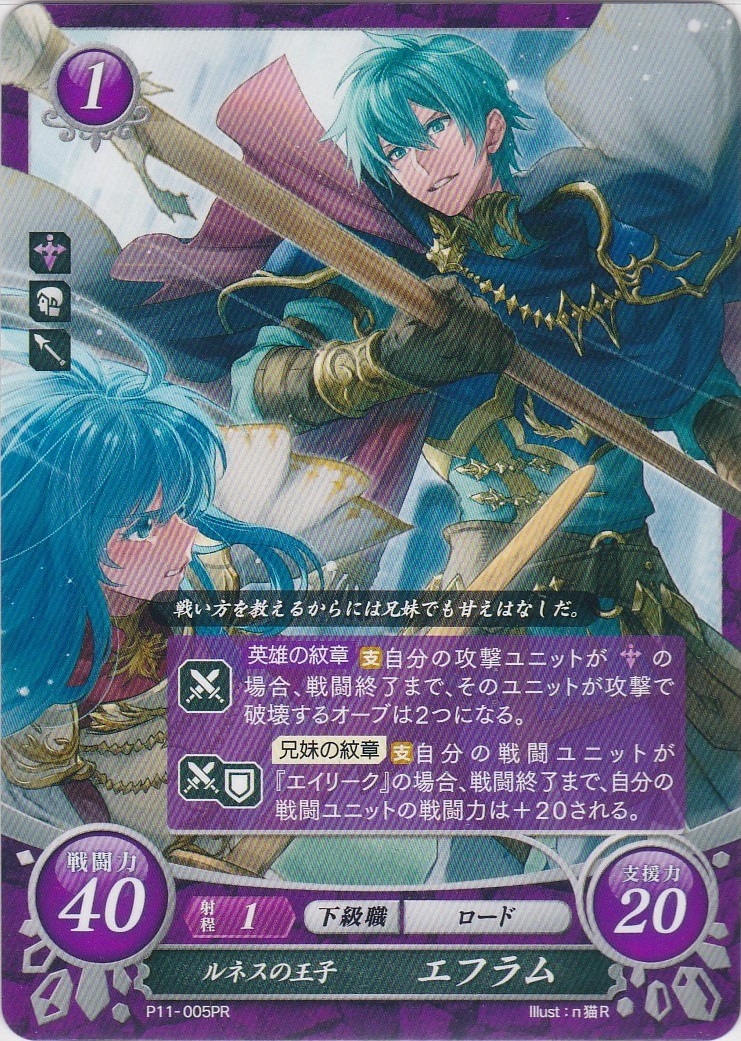 1
戦い方を教えるからには兄妹でも甘えはなしだ。
英雄の紋章 支自分の攻撃ユニットが の
場合、戦闘終了まで、そのユニットが攻撃で
破壊するオーブは2つになる。
兄妹の紋章 支自分の戦闘ユニットが
『エイリーク』の場合、戦闘終了まで、自分の
戦闘ユニットの戦闘力は+20される。
戦闘力
40
射程 1
下級職 ロード
支援力
20
ルネスの王子 エフラム
P11-005PR
Illust:n猫R